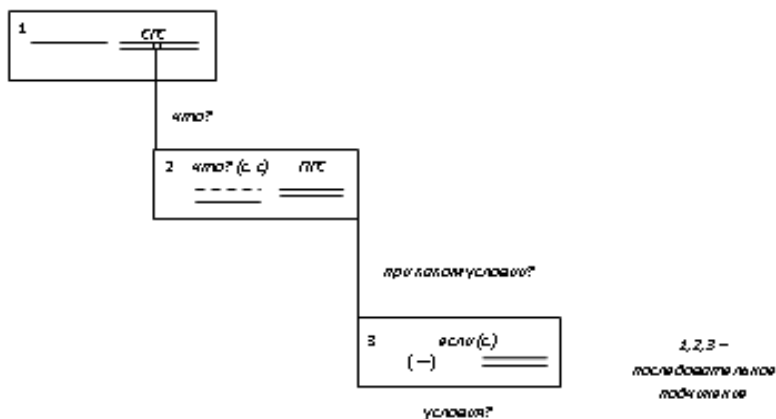 1 СГС
что?
2 что? (с. с) ПГС
при каком условии?
3 если (с.)
(—)
условия?
1,2,3 –
последовательное
подчинение